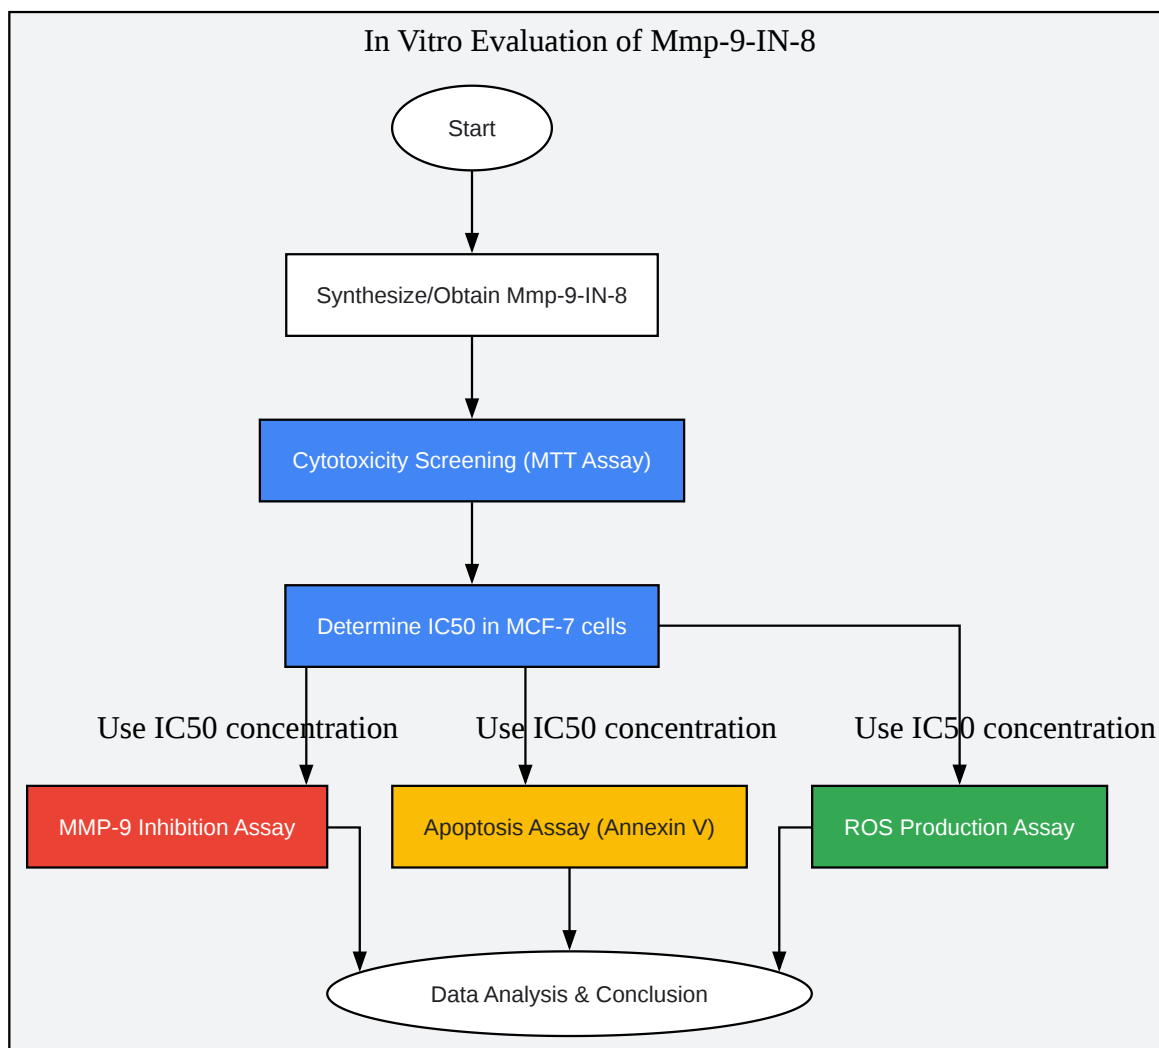 In Vitro Evaluation of Mmp-9-IN-8
Start
Synthesize/Obtain Mmp-9-IN-8
Cytotoxicity Screening (MTT Assay)
Determine IC50 in MCF-7 cells
Use IC50 concentration
Use IC50 concentration
Use IC50 concentration
MMP-9 Inhibition Assay
Apoptosis Assay (Annexin V)
ROS Production Assay
Data Analysis & Conclusion